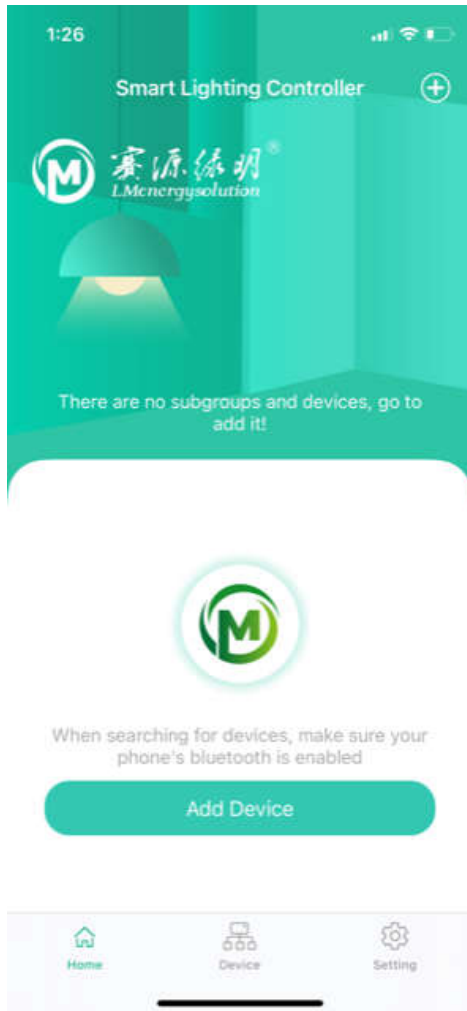 1:26
Smart Lighting Controller
M 赛源绿明®
LMenergysolution
There are no subgroups and devices, go to
add it!
M
When searching for devices, make sure your
phone's bluetooth is enabled
Add Device
Home Device Setting